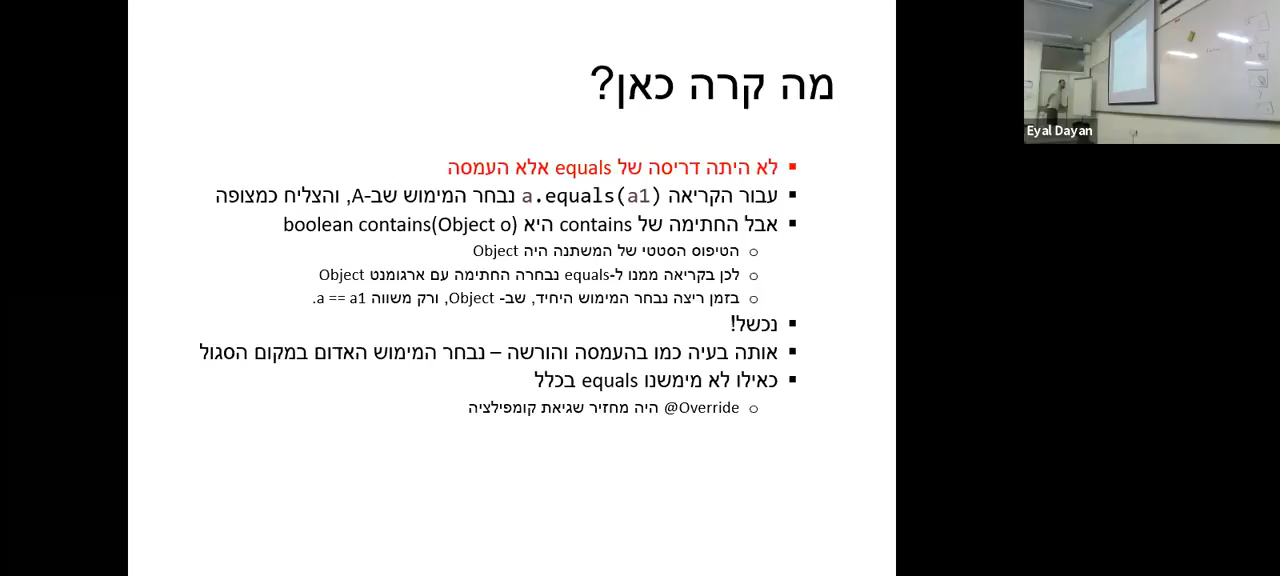 מה קרה כאן?
לא היתה דריסה של equals אלא העמסה
עבור הקריאה a.equals(a1) נבחר המימוש שב-A, והצליח כמצופה
אבל החתימה של contains היא boolean contains(Object o)
הטיפוס הסטטי של המשתנה היה Object
לכן בקריאה ממנו ל-equals נבחרה החתימה עם ארגומנט Object
בזמן ריצה נבחר המימוש היחיד, שב- Object, ורק משווה a == a1.
נכשל!
אותה בעיה כמו בהעמסה והורשה – נבחר המימוש האדום במקום הסגול
כאילו לא מימשנו equals בכלל
@Override היה מחזיר שגיאת קומפילציה
Eyal Dayan